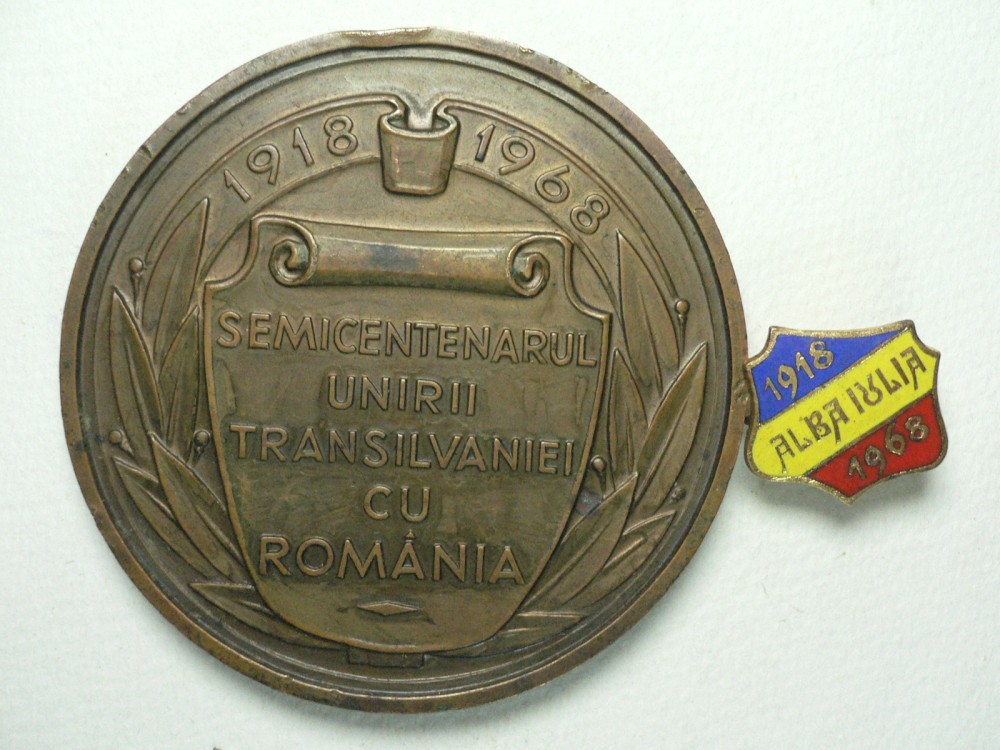 1918 1968
SEMICENTENARUL
UNIRII
TRANSILVANIEI
CU
ROMÂNIA
1918
ALBA IULIA
1968